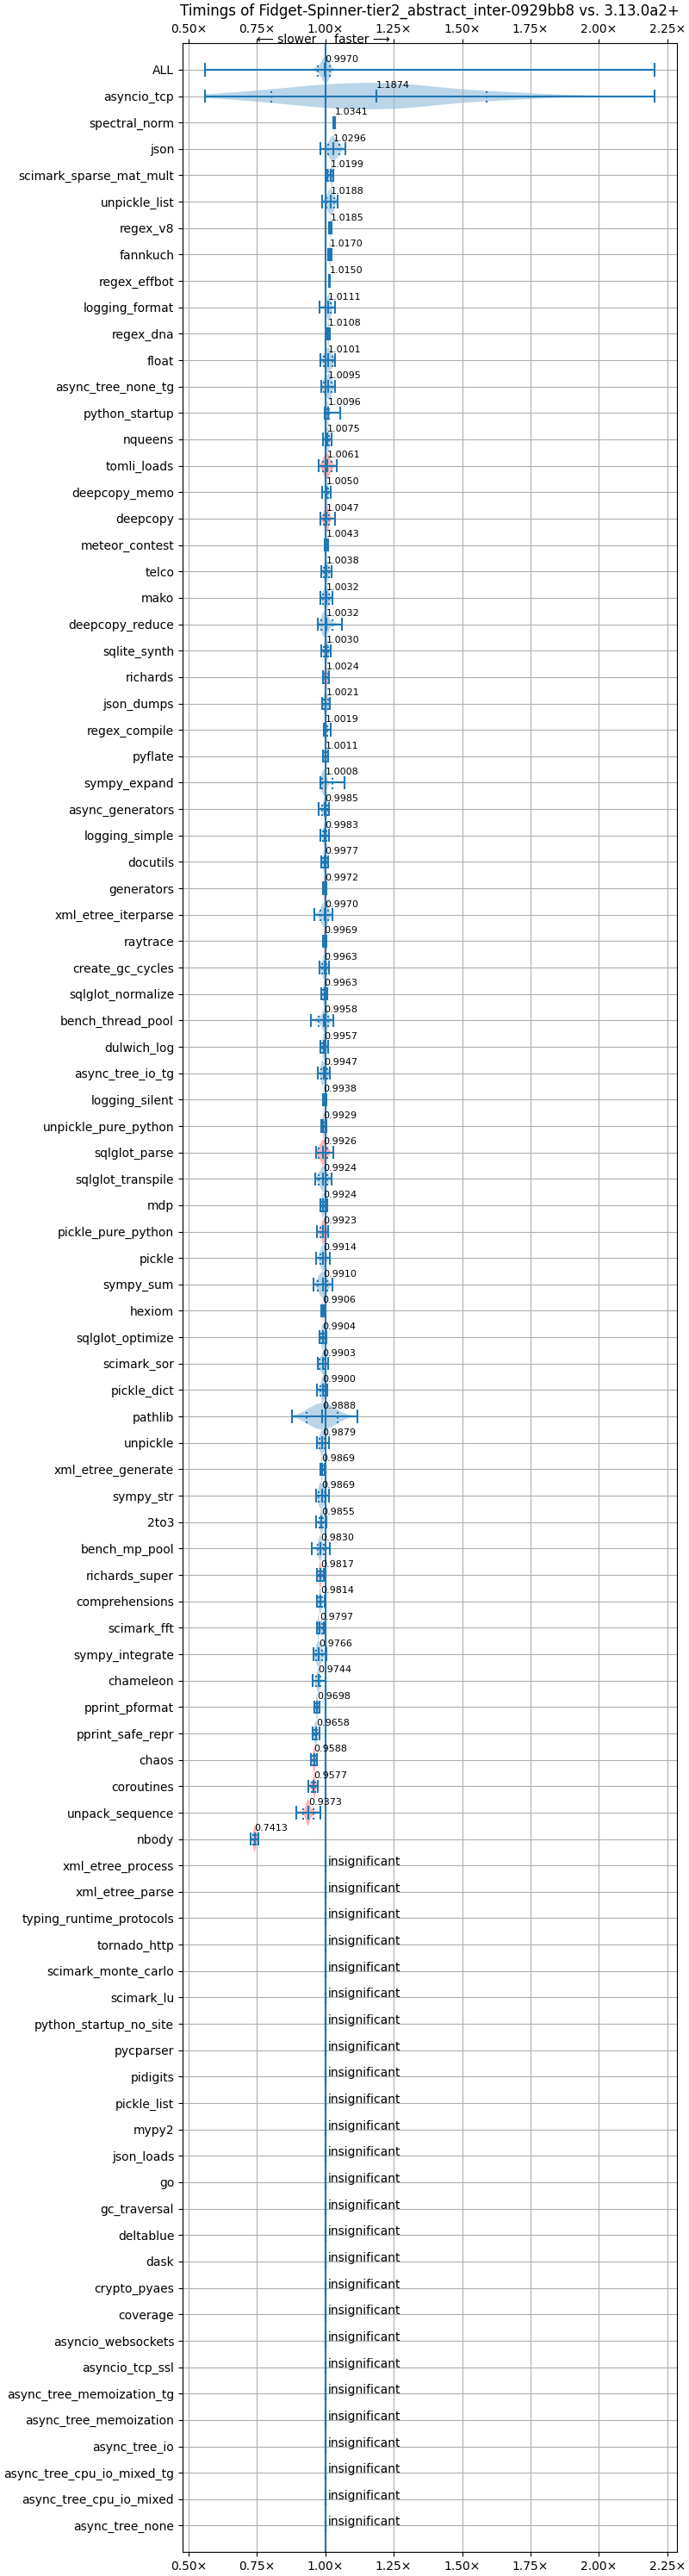 Timings of Fidget-Spinner-tier2_abstract_inter-0929bb8 vs. 3.13.0a2+
0.50× 0.75× 1.00× 1.25× 1.50× 1.75× 2.00× 2.25×
⟵ slower faster ⟶
ALL 0.9970
asyncio_tcp 1.1874
spectral_norm 1.0341
json 1.0296
scimark_sparse_mat_mult 1.0199
unpickle_list 1.0188
regex_v8 1.0185
fannkuch 1.0170
regex_effbot 1.0150
logging_format 1.0111
regex_dna 1.0108
float 1.0101
async_tree_none_tg 1.0095
python_startup 1.0096
nqueens 1.0075
tomli_loads 1.0061
deepcopy_memo 1.0050
deepcopy 1.0047
meteor_contest 1.0043
telco 1.0038
mako 1.0032
deepcopy_reduce 1.0032
sqlite_synth 1.0030
richards 1.0024
json_dumps 1.0021
regex_compile 1.0019
pyflate 1.0011
sympy_expand 1.0008
async_generators 0.9985
logging_simple 0.9983
docutils 0.9977
generators 0.9972
xml_etree_iterparse 0.9970
raytrace 0.9969
create_gc_cycles 0.9963
sqlglot_normalize 0.9963
bench_thread_pool 0.9958
dulwich_log 0.9957
async_tree_io_tg 0.9947
logging_silent 0.9938
unpickle_pure_python 0.9929
sqlglot_parse 0.9926
sqlglot_transpile 0.9924
mdp 0.9924
pickle_pure_python 0.9923
pickle 0.9914
sympy_sum 0.9910
hexiom 0.9906
sqlglot_optimize 0.9904
scimark_sor 0.9903
pickle_dict 0.9900
pathlib 0.9888
unpickle 0.9879
xml_etree_generate 0.9869
sympy_str 0.9869
2to3 0.9855
bench_mp_pool 0.9830
richards_super 0.9817
comprehensions 0.9814
scimark_fft 0.9797
sympy_integrate 0.9766
chameleon 0.9744
pprint_pformat 0.9698
pprint_safe_repr 0.9658
chaos 0.9588
coroutines 0.9577
unpack_sequence 0.9373
nbody 0.7413
xml_etree_process insignificant
xml_etree_parse insignificant
typing_runtime_protocols insignificant
tornado_http insignificant
scimark_monte_carlo insignificant
scimark_lu insignificant
python_startup_no_site insignificant
pycparser insignificant
pidigits insignificant
pickle_list insignificant
mypy2 insignificant
json_loads insignificant
go insignificant
gc_traversal insignificant
deltablue insignificant
dask insignificant
crypto_pyaes insignificant
coverage insignificant
asyncio_websockets insignificant
asyncio_tcp_ssl insignificant
async_tree_memoization_tg insignificant
async_tree_memoization insignificant
async_tree_io insignificant
async_tree_cpu_io_mixed_tg insignificant
async_tree_cpu_io_mixed insignificant
async_tree_none insignificant
0.50× 0.75× 1.00× 1.25× 1.50× 1.75× 2.00× 2.25×